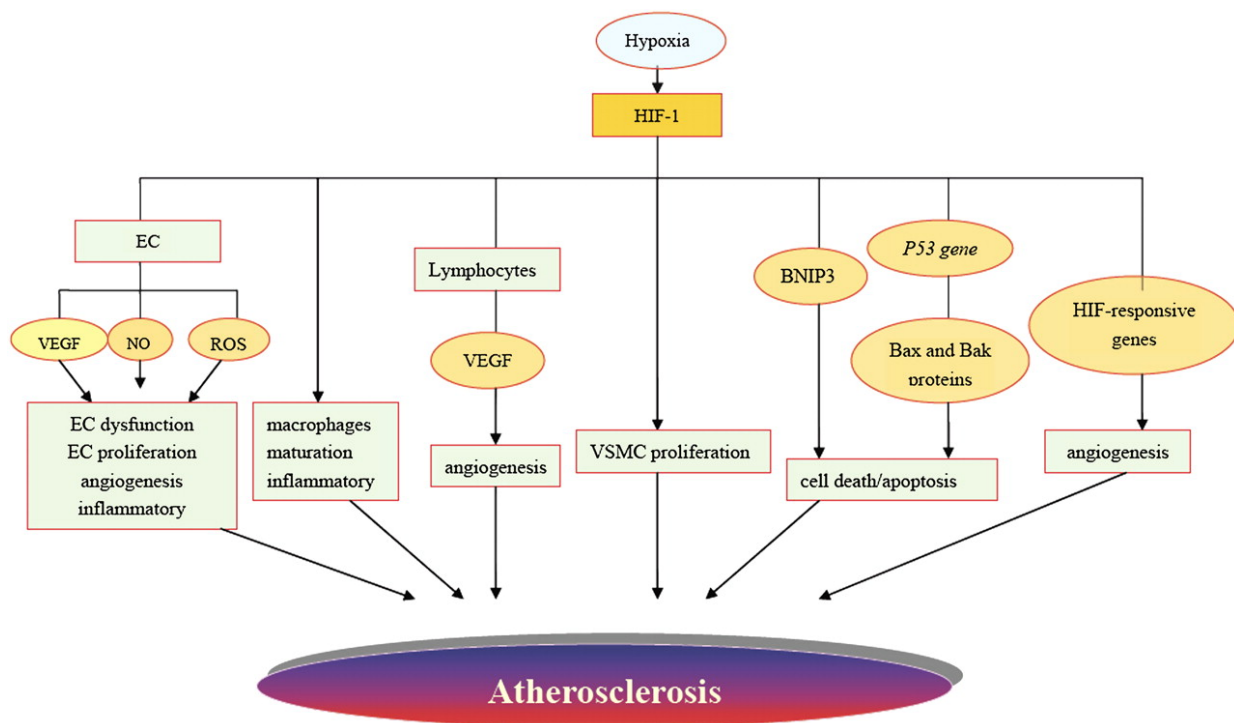 Hypoxia
HIF-1
EC
Lymphocytes
BNIP3
P53 gene
HIF-responsive
genes
VEGF
NO
ROS
VEGF
Bax and Bak
proteins
EC dysfunction
EC proliferation
angiogenesis
inflammatory
macrophages
maturation
inflammatory
angiogenesis
VSMC proliferation
cell death/apoptosis
angiogenesis
Atherosclerosis